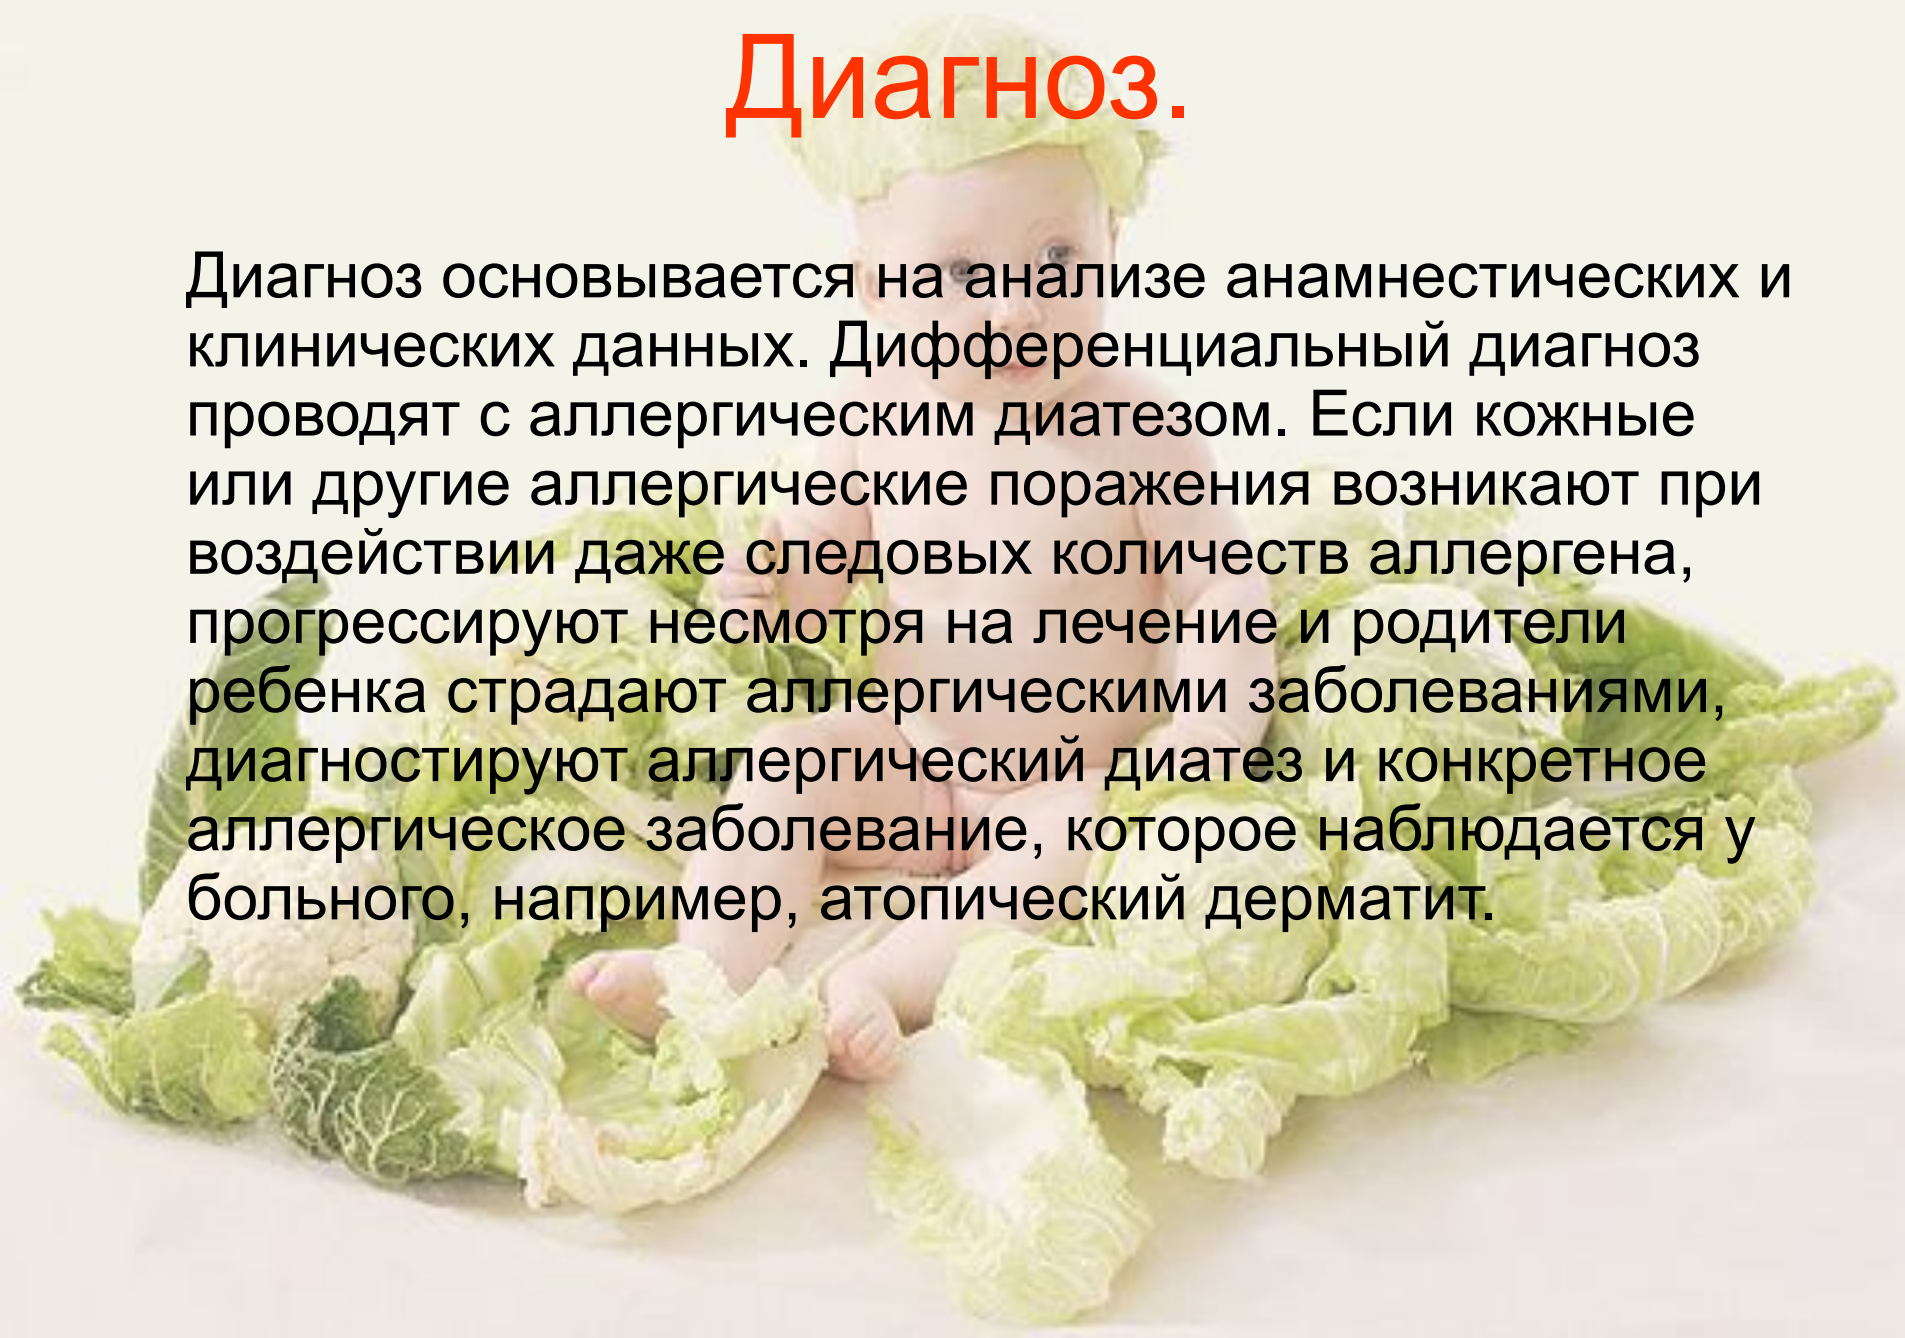 Диагноз.
Диагноз основывается на анализе анамнестических и
клинических данных. Дифференциальный диагноз
проводят с аллергическим диатезом. Если кожные
или другие аллергические поражения возникают при
воздействии даже следовых количеств аллергена,
прогрессируют несмотря на лечение и родители
ребенка страдают аллергическими заболеваниями,
диагностируют аллергический диатез и конкретное
аллергическое заболевание, которое наблюдается у
больного, например, атопический дерматит.